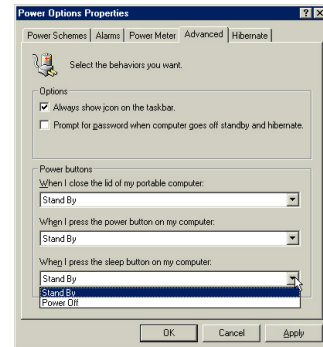 Power Options Properties
Power Schemes Alarms Power Meter Advanced Hibernate
Select the behaviors you want.
Options
Always show icon on the taskbar.
Prompt for password when computer goes off standby and hibernate.
Power buttons
When I close the lid of my portable computer:
Stand By
When I press the power button on my computer:
Stand By
When I press the sleep button on my computer:
Stand By
Stand By
Power Off
OK Cancel Apply